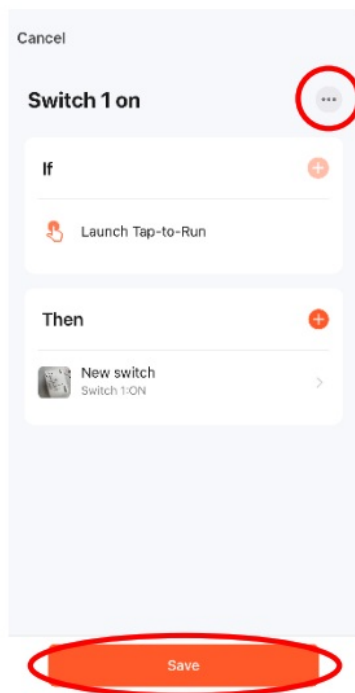 Cancel
Switch 1 on
If
Launch Tap-to-Run
Then
New switch
Switch 1:ON
Save